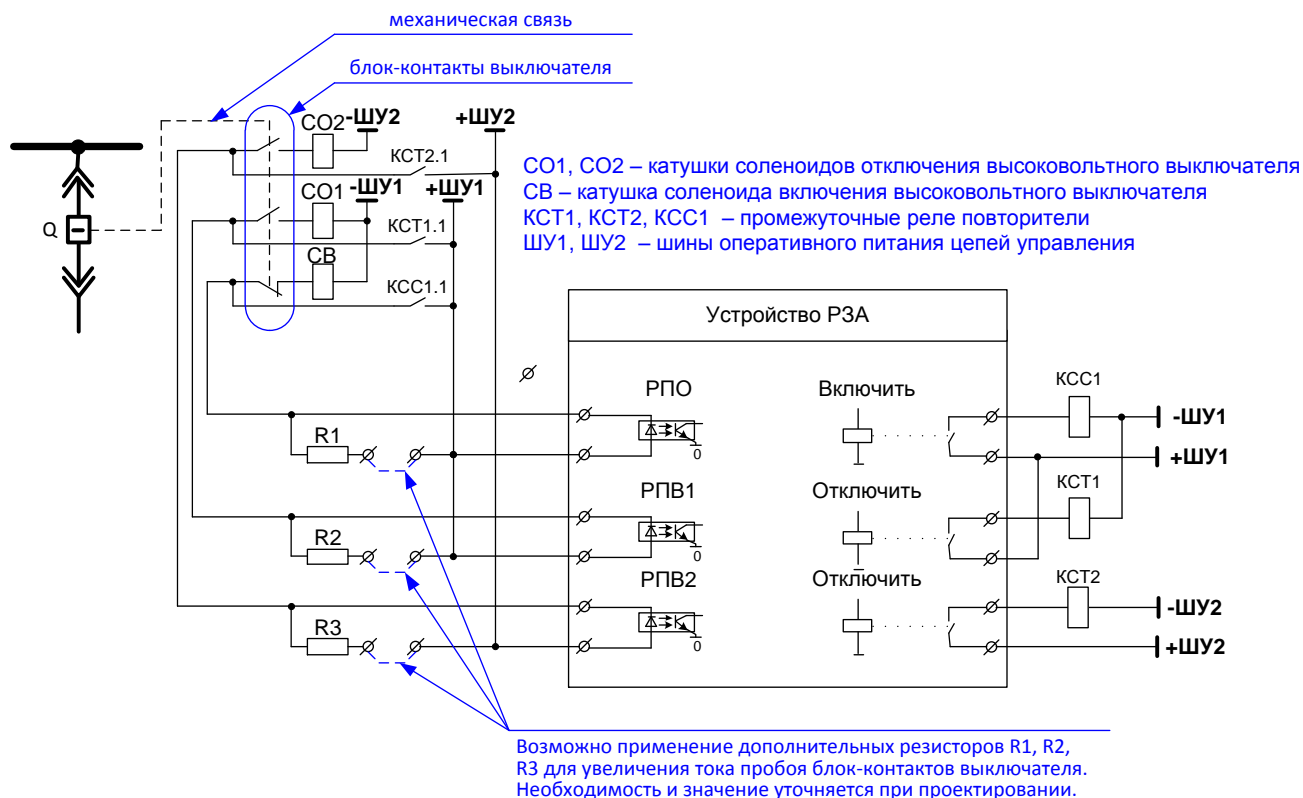 механическая связь
блок-контакты выключателя
СО2
-ШУ2
+ШУ2
КСТ2.1
СО1
-ШУ1
+ШУ1
КСТ1.1
СВ
КСС1.1
Q
СО1, СО2 – катушки соленоидов отключения высоковольтного выключателя
СВ – катушка соленоида включения высоковольтного выключателя
КСТ1, КСТ2, КСС1 – промежуточные реле повторители
ШУ1, ШУ2 – шины оперативного питания цепей управления
Устройство РЗА
РПО
Включить
КСС1
-ШУ1
R1
0
+ШУ1
РПВ1
Отключить
КСТ1
R2
0
РПВ2
Отключить
КСТ2
-ШУ2
R3
0
+ШУ2
Возможно применение дополнительных резисторов R1, R2,
R3 для увеличения тока пробоя блок-контактов выключателя.
Необходимость и значение уточняется при проектировании.